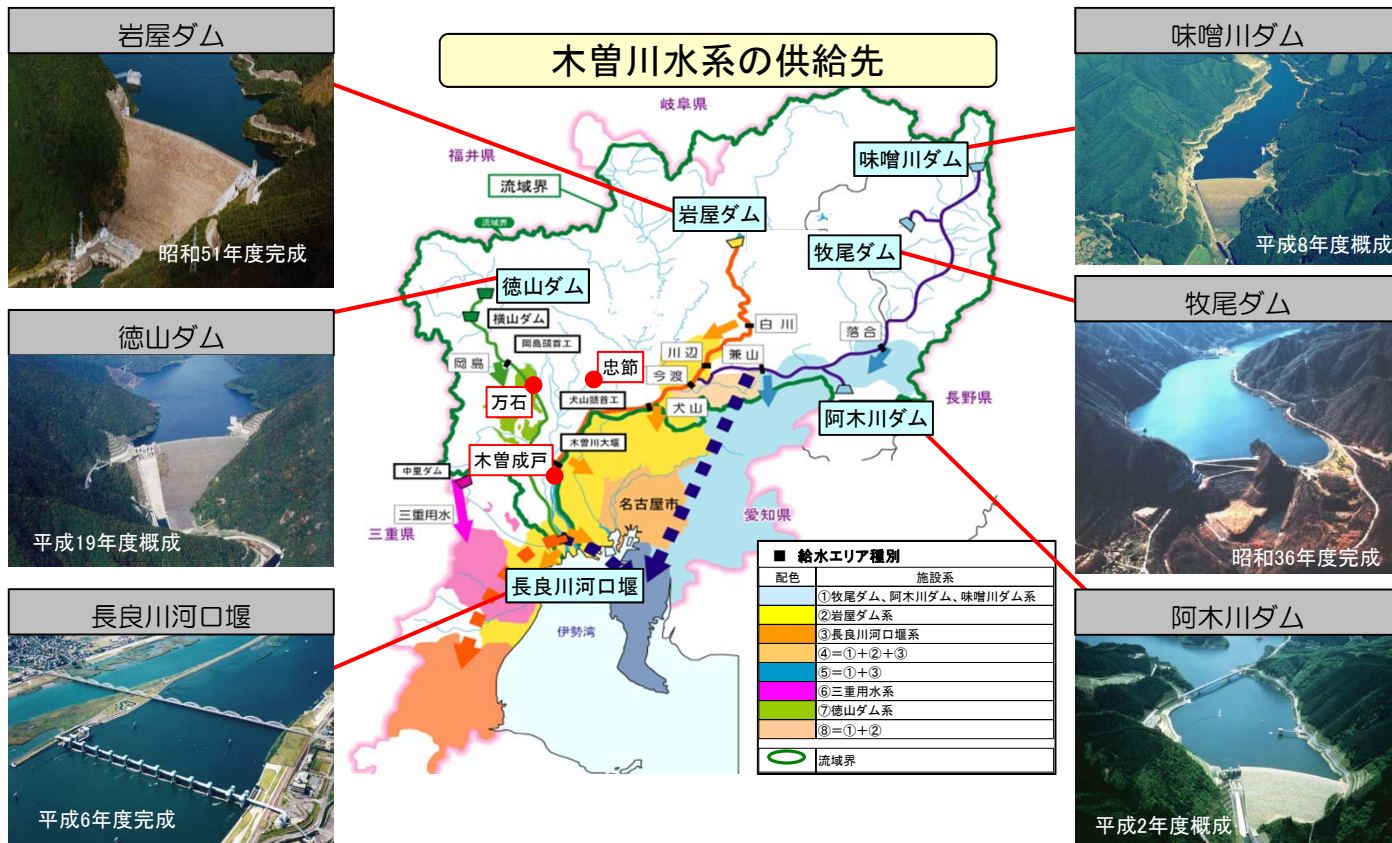 木曽川水系の供給先
岩屋ダム
昭和51年度完成
徳山ダム
平成19年度概成
長良川河口堰
平成6年度完成
味噌川ダム
平成8年度概成
牧尾ダム
昭和36年度完成
阿木川ダム
平成2年度概成
岐阜県
福井県
流域界
流域界
味噌川ダム
岩屋ダム
牧尾ダム
徳山ダム
横山ダム
岡島頭首工
岡島
万石
忠節
白川
川辺
兼山
落合
今渡
犬山頭首工
犬山
阿木川ダム
長野県
木曽川大堰
木曽成戸
中里ダム
三重用水
三重県
名古屋市
愛知県
長良川河口堰
伊勢湾
■ 給水エリア種別
配色 施設系
①牧尾ダム、阿木川ダム、味噌川ダム系
②岩屋ダム系
③長良川河口堰系
④=①+②+③
⑤=①+③
⑥三重用水系
⑦徳山ダム系
⑧=①+②
流域界